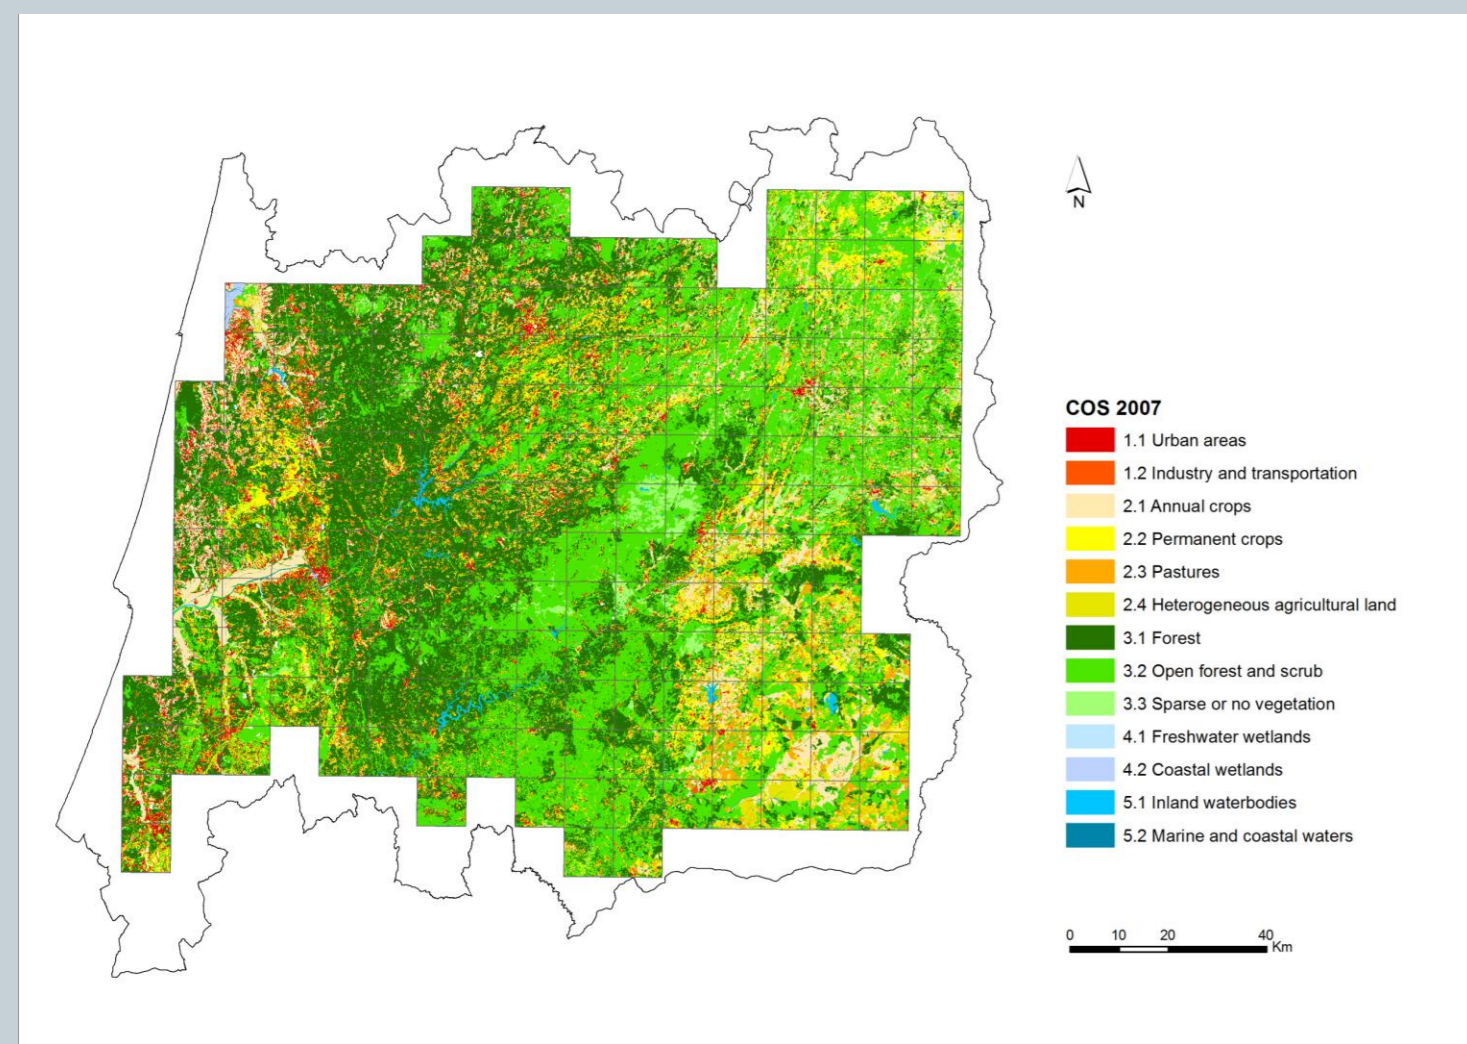 N
COS 2007
1.1 Urban areas
1.2 Industry and transportation
2.1 Annual crops
2.2 Permanent crops
2.3 Pastures
2.4 Heterogeneous agricultural land
3.1 Forest
3.2 Open forest and scrub
3.3 Sparse or no vegetation
4.1 Freshwater wetlands
4.2 Coastal wetlands
5.1 Inland waterbodies
5.2 Marine and coastal waters
0 10 20 40
Km